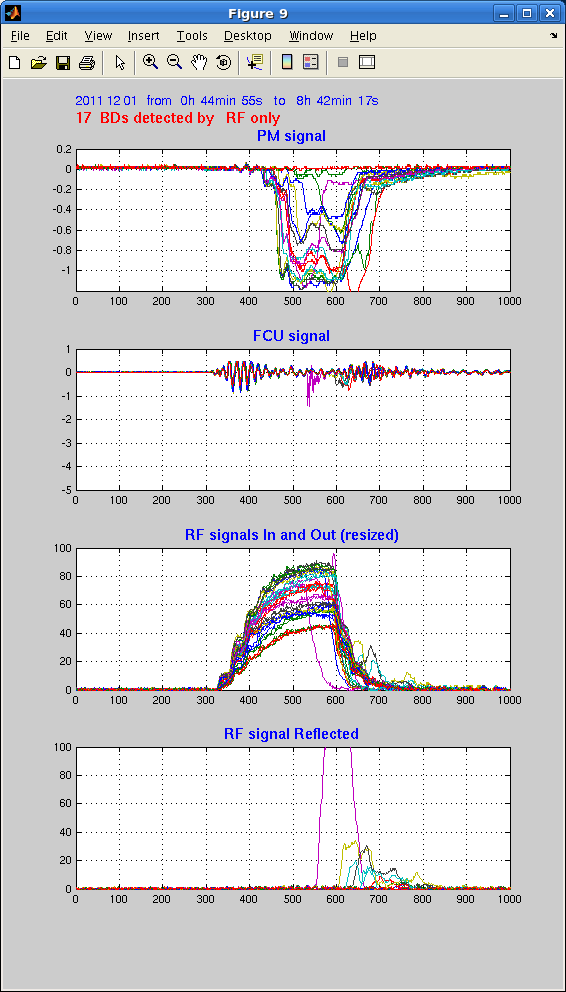 Figure 9
File Edit View Insert Tools Desktop Window Help
2011 12 01 from 0h 44min 55s to 8h 42min 17s
17 BDs detected by RF only
PM signal
0.2
0
-0.2
-0.4
-0.6
-0.8
-1
0 100 200 300 400 500 600 700 800 900 1000
FCU signal
1
0
-1
-2
-3
-4
-5
0 100 200 300 400 500 600 700 800 900 1000
RF signals In and Out (resized)
100
80
60
40
20
0
0 100 200 300 400 500 600 700 800 900 1000
RF signal Reflected
100
80
60
40
20
0
0 100 200 300 400 500 600 700 800 900 1000